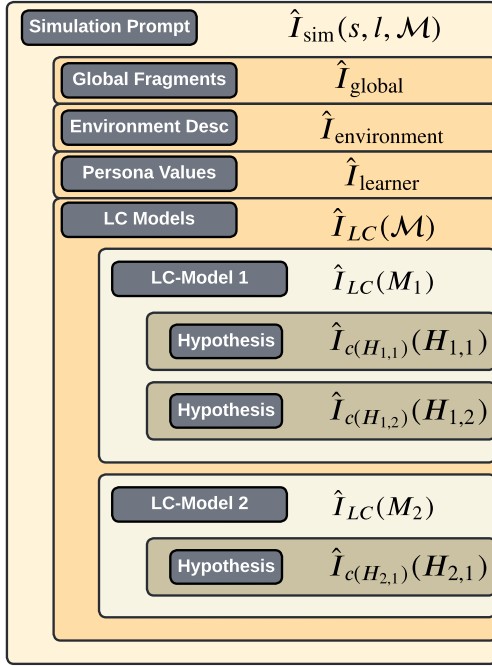 Simulation Prompt Î_sim(s, l, ℳ)
Global Fragments Î_global
Environment Desc Î_environment
Persona Values Î_learner
LC Models Î_LC(ℳ)
LC-Model 1 Î_LC(M_1)
Hypothesis Î_c(H_1,1)(H_1,1)
Hypothesis Î_c(H_1,2)(H_1,2)
LC-Model 2 Î_LC(M_2)
Hypothesis Î_c(H_2,1)(H_2,1)